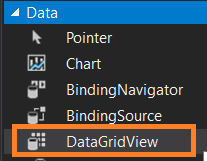 Data
Pointer
Chart
BindingNavigator
BindingSource
DataGridView